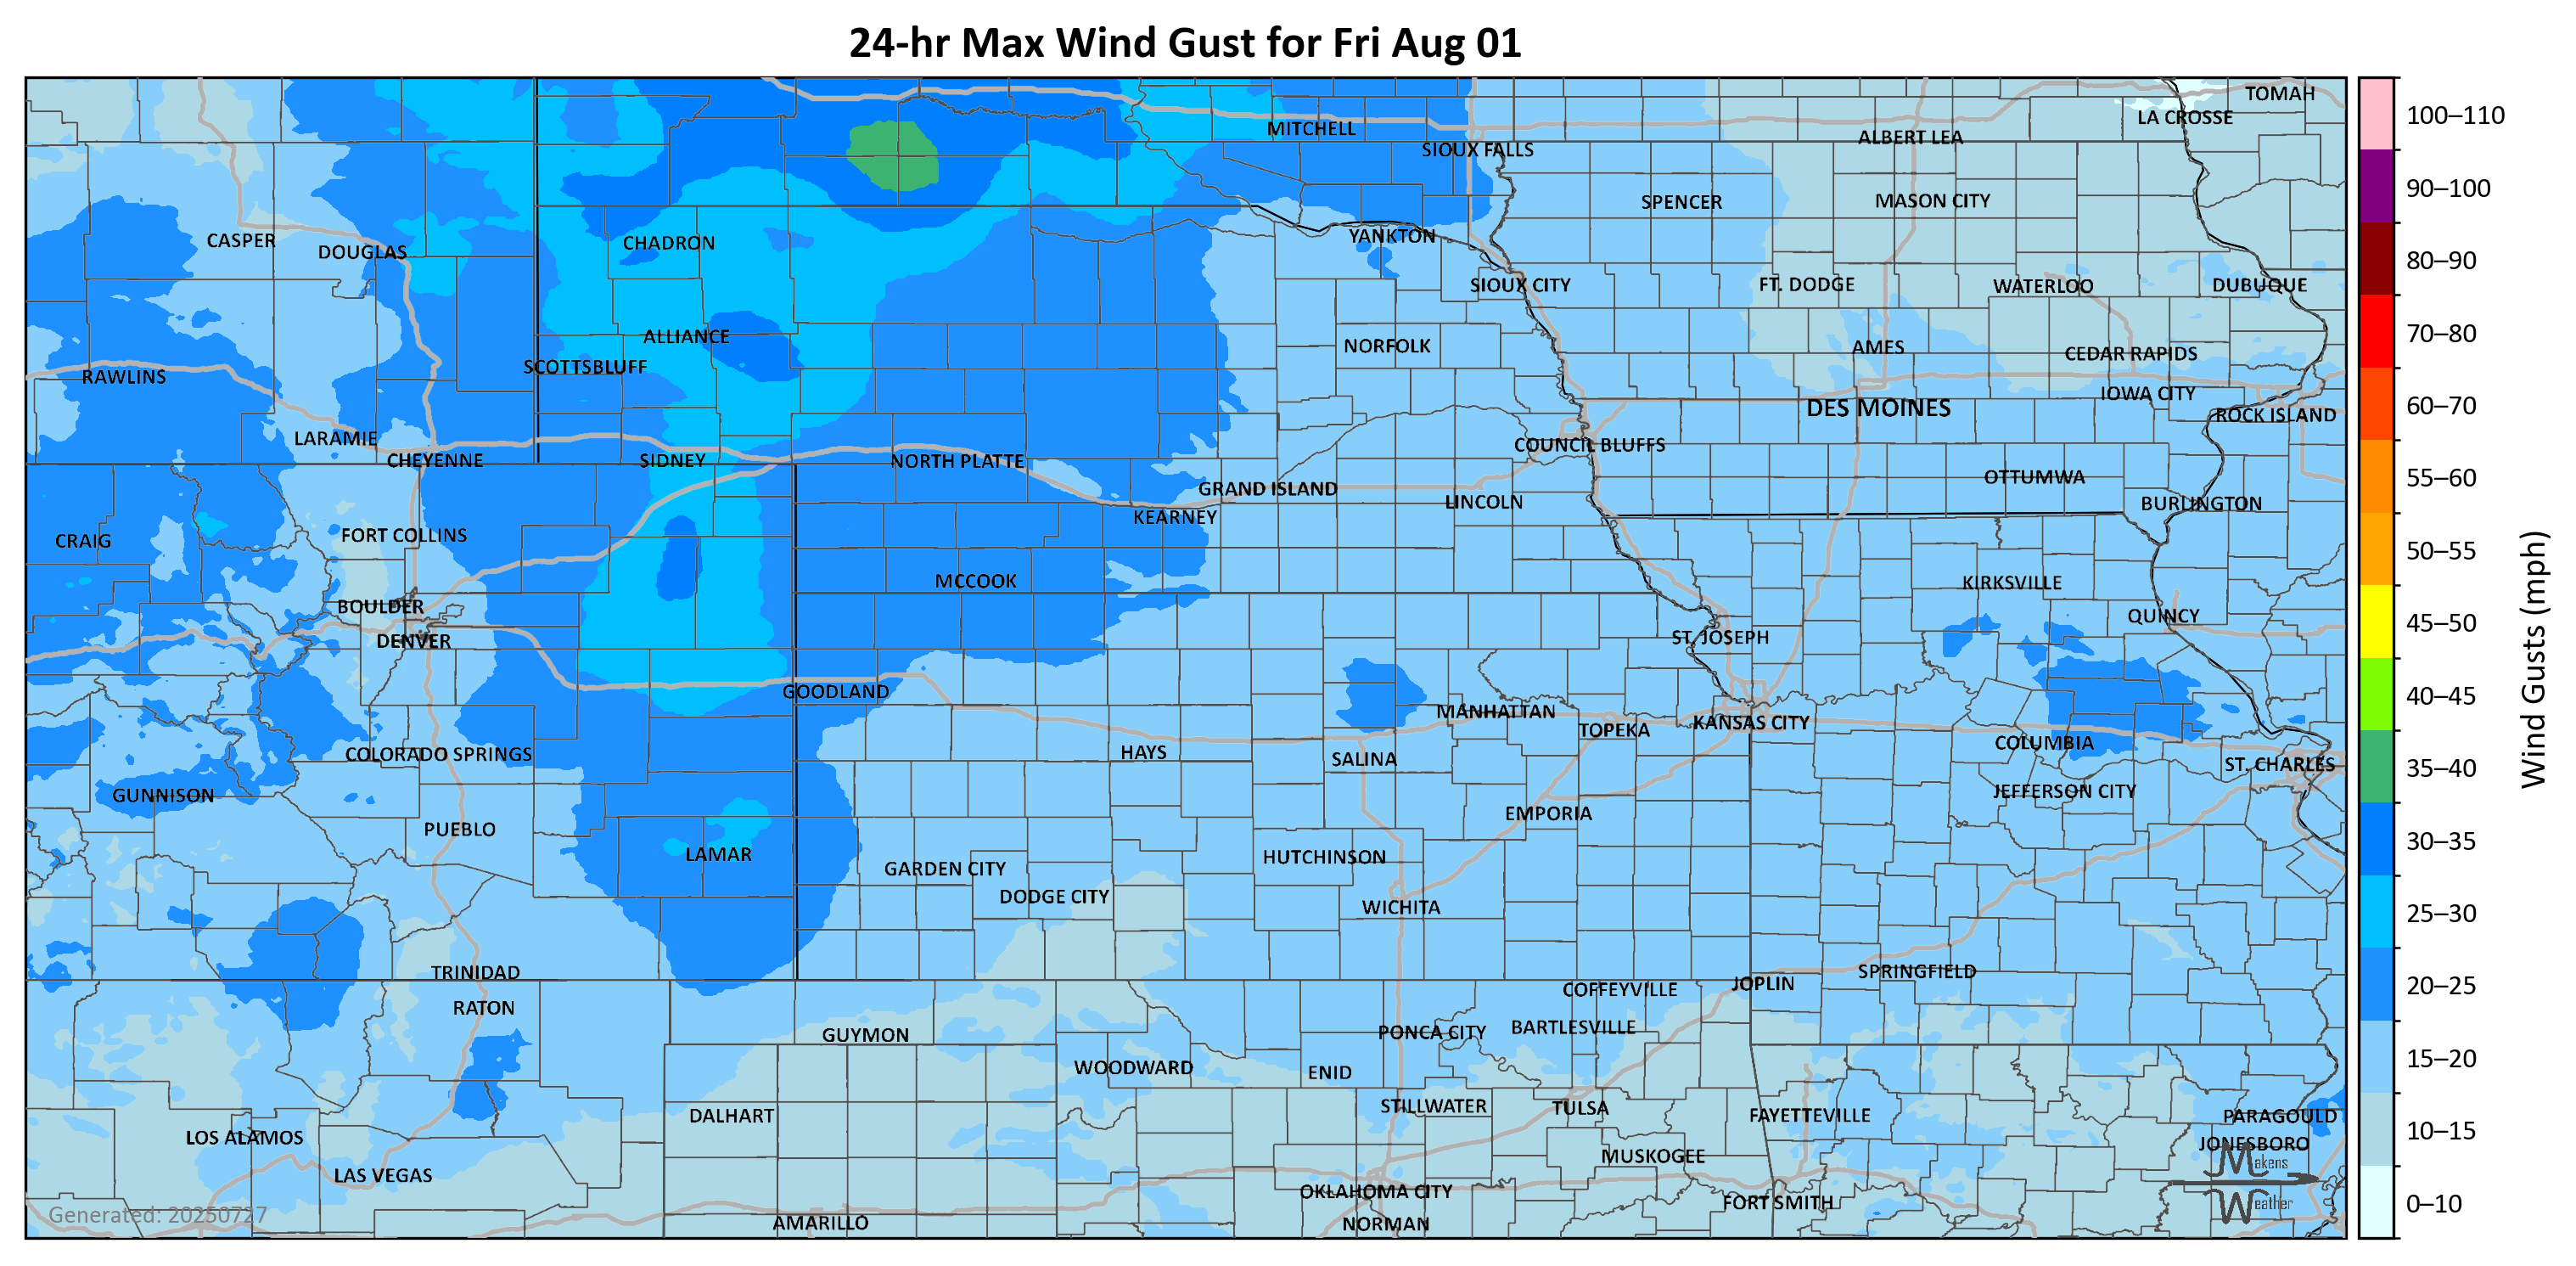 24-hr Max Wind Gust for Fri Aug 01
TOMAH
LA CROSSE
MITCHELL
ALBERT LEA
SIOUX FALLS
SPENCER
MASON CITY
CASPER
DOUGLAS
CHADRON
YANKTON
SIOUX CITY
FT. DODGE
WATERLOO
DUBUQUE
ALLIANCE
NORFOLK
AMES
CEDAR RAPIDS
SCOTTSBLUFF
RAWLINS
IOWA CITY
DES MOINES
ROCK ISLAND
LARAMIE
COUNCIL BLUFFS
CHEYENNE
SIDNEY
NORTH PLATTE
OTTUMWA
GRAND ISLAND
LINCOLN
BURLINGTON
KEARNEY
CRAIG
FORT COLLINS
MCCOOK
KIRKSVILLE
BOULDER
QUINCY
DENVER
ST. JOSEPH
GOODLAND
MANHATTAN
TOPEKA
KANSAS CITY
COLUMBIA
COLORADO SPRINGS
HAYS
SALINA
ST. CHARLES
GUNNISON
JEFFERSON CITY
EMPORIA
PUEBLO
LAMAR
HUTCHINSON
GARDEN CITY
DODGE CITY
WICHITA
TRINIDAD
SPRINGFIELD
JOPLIN
COFFEYVILLE
RATON
GUYMON
PONCA CITY
BARTLESVILLE
WOODWARD
ENID
DALHART
STILLWATER
TULSA
FAYETTEVILLE
PARAGOULD
LOS ALAMOS
JONESBORO
MUSKOGEE
LAS VEGAS
OKLAHOMA CITY
FORT SMITH
AMARILLO
NORMAN
Generated: 20250727
Makens
Weather
100–110
90–100
80–90
70–80
60–70
55–60
50–55
45–50
40–45
35–40
30–35
25–30
20–25
15–20
10–15
0–10
Wind Gusts (mph)